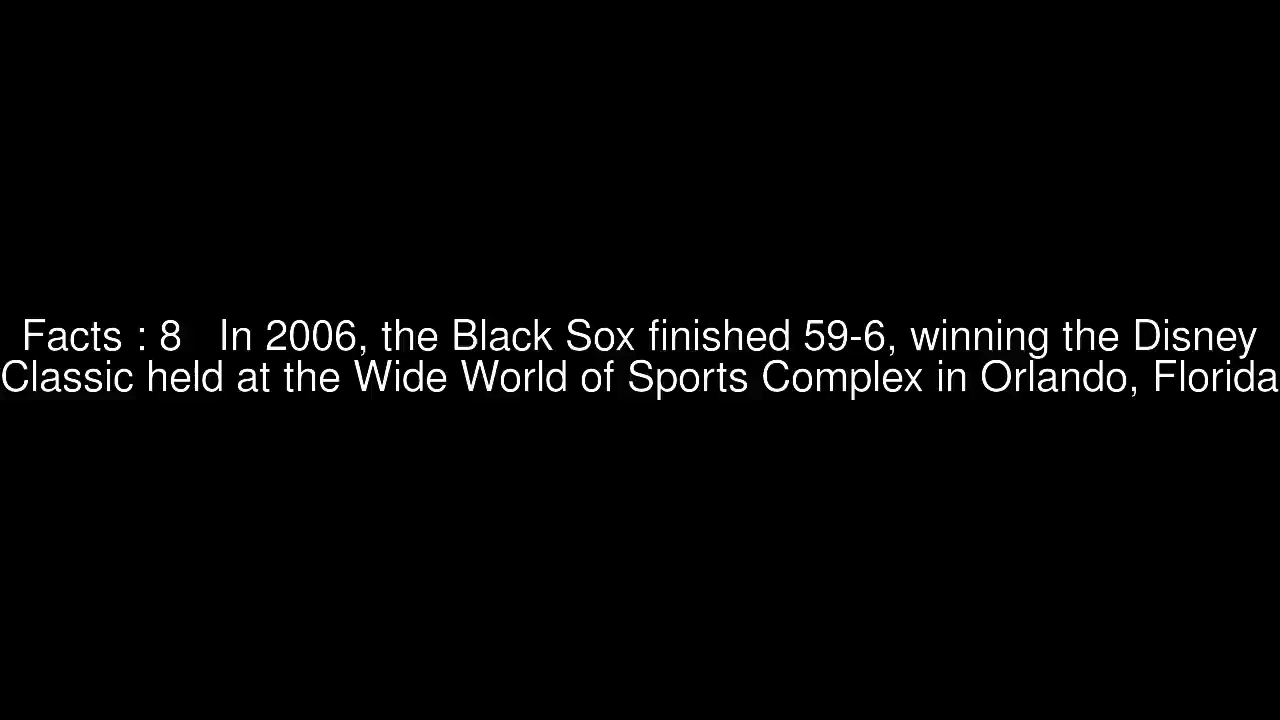 Facts : 8   In 2006, the Black Sox finished 59-6, winning the Disney
Classic held at the Wide World of Sports Complex in Orlando, Florida